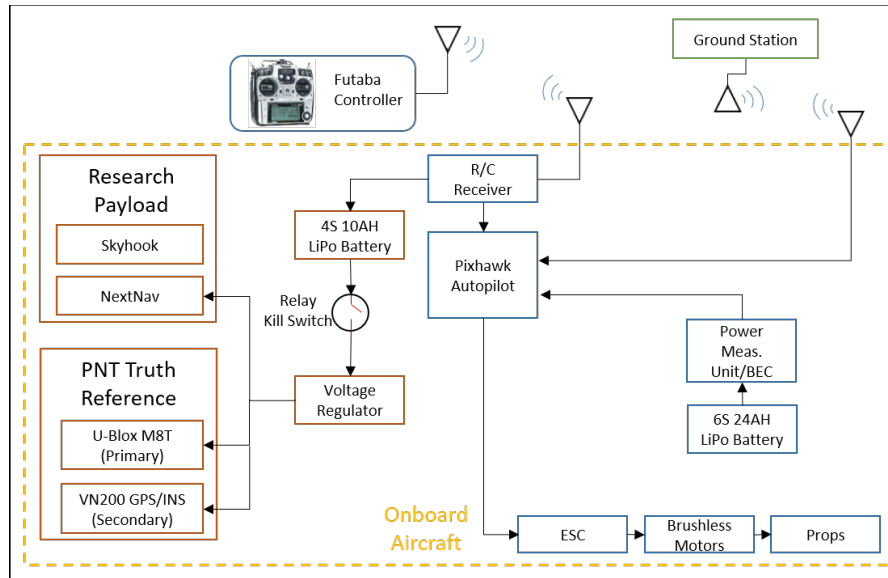 Futaba
Controller
Ground Station
Research
Payload
Skyhook
NextNav
R/C
Receiver
4S 10AH
LiPo Battery
Pixhawk
Autopilot
Relay
Kill Switch
Power
Meas.
Unit/BEC
PNT Truth
Reference
Voltage
Regulator
6S 24AH
LiPo Battery
U-Blox M8T
(Primary)
VN200 GPS/INS
(Secondary)
Onboard
Aircraft
ESC
Brushless
Motors
Props